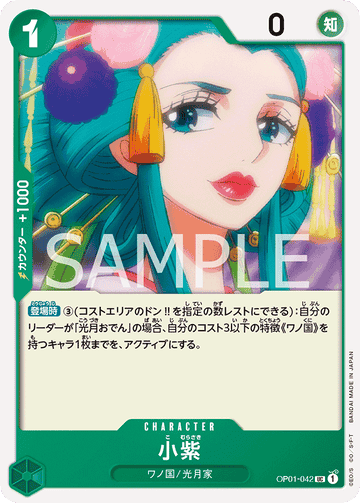 1
0
知
カウンター +1000
SAMPLE
登場時 ③(コストエリアのドン!!を指定の数レストにできる):自分の
リーダーが「光月おでん」の場合、自分のコスト3以下の特徴《ワノ国》を
持つキャラ1枚までを、アクティブにする。
CHARACTER
こ むらさき
小紫
ワノ国/光月家
OP01-042 UC 1
©E.O/S. ©O/S・F・T BANDAI MADE IN JAPAN